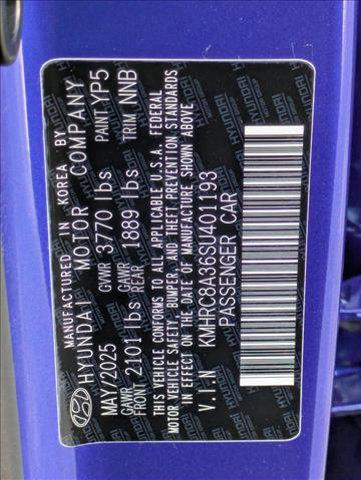 MANUFACTURED IN KOREA BY
HYUNDAI MOTOR COMPANY
MAY/2025 GVWR 3770 lbs PAINT YP5
GAWR FRONT 2101 lbs GAWR REAR 1889 lbs TRIM NNB
THIS VEHICLE CONFORMS TO ALL APPLICABLE U.S.A. FEDERAL
MOTOR VEHICLE SAFETY, BUMPER, AND THEFT PREVENTION STANDARDS
IN EFFECT ON THE DATE OF MANUFACTURE SHOWN ABOVE
V.I.N KMHRC8A36SU401193
PASSENGER CAR